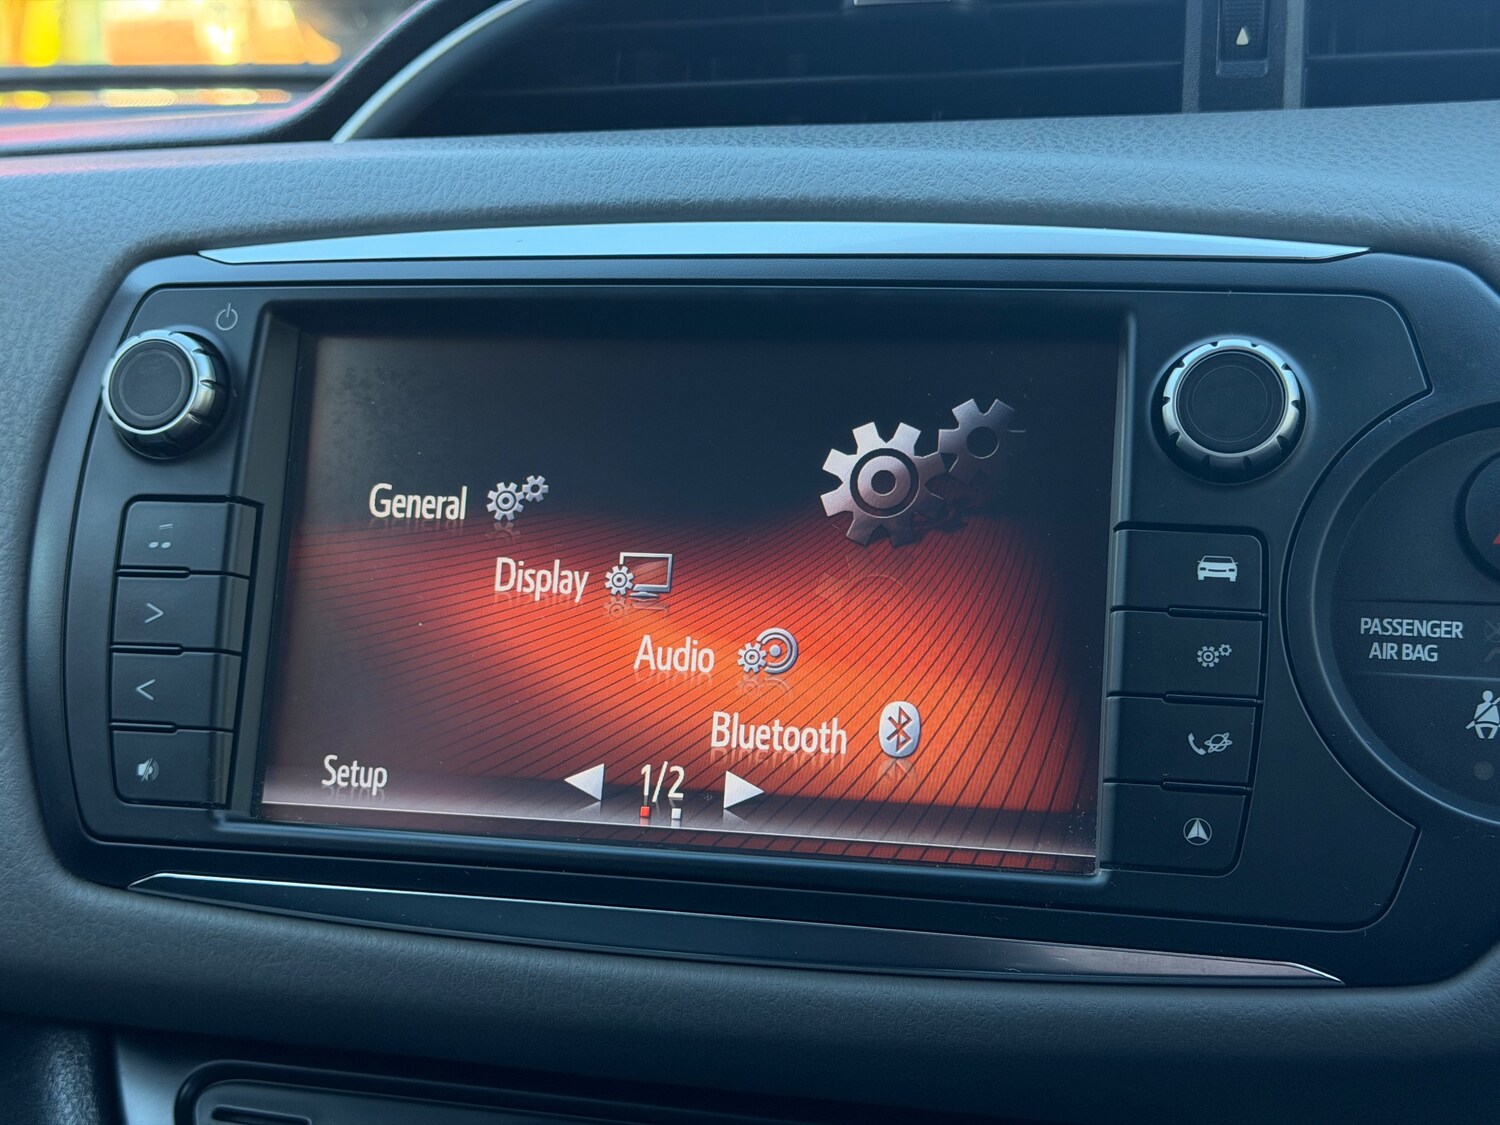 General
Display
Audio
Bluetooth
Setup
1/2
PASSENGER
AIR BAG